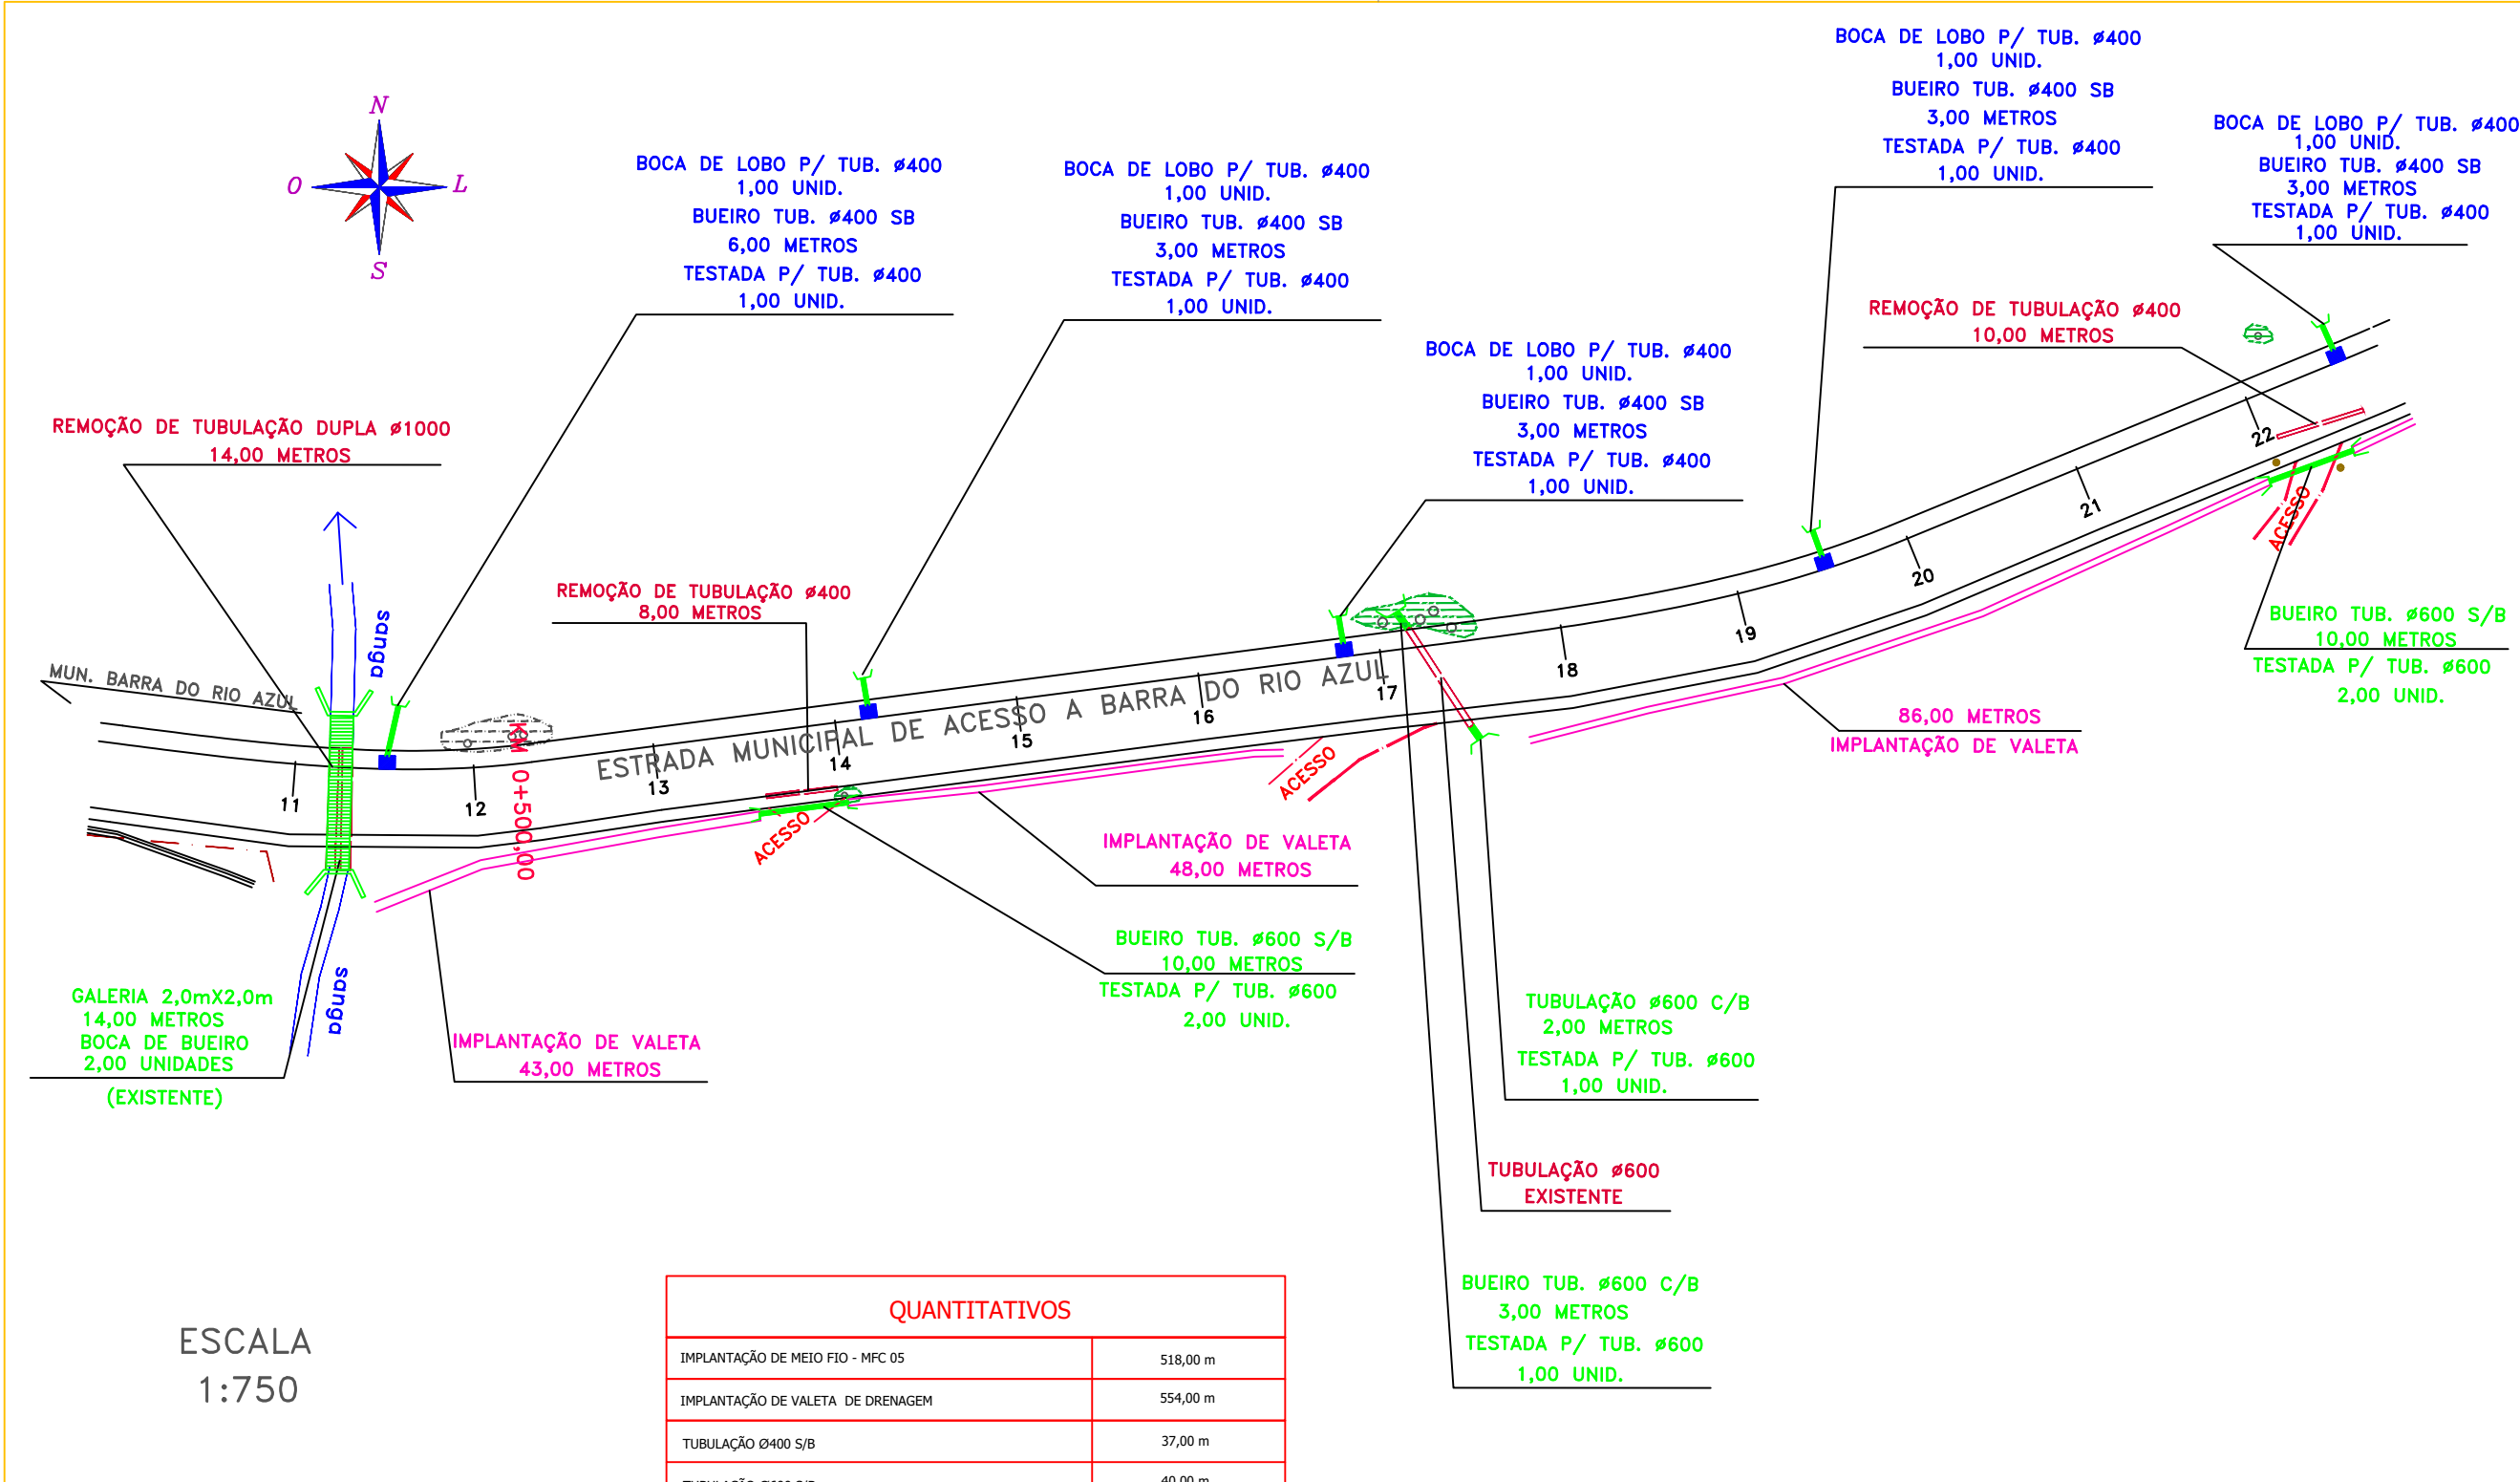 BOCA DE LOBO P/ TUB. ø400
1,00 UNID.
BUEIRO TUB. ø400 SB
3,00 METROS
TESTADA P/ TUB. ø400
1,00 UNID.
BOCA DE LOBO P/ TUB. ø400
1,00 UNID.
BUEIRO TUB. ø400 SB
3,00 METROS
TESTADA P/ TUB. ø400
1,00 UNID.
N
O
L
S
BOCA DE LOBO P/ TUB. ø400
1,00 UNID.
BUEIRO TUB. ø400 SB
6,00 METROS
TESTADA P/ TUB. ø400
1,00 UNID.
BOCA DE LOBO P/ TUB. ø400
1,00 UNID.
BUEIRO TUB. ø400 SB
3,00 METROS
TESTADA P/ TUB. ø400
1,00 UNID.
REMOÇÃO DE TUBULAÇÃO ø400
10,00 METROS
BOCA DE LOBO P/ TUB. ø400
1,00 UNID.
BUEIRO TUB. ø400 SB
3,00 METROS
TESTADA P/ TUB. ø400
1,00 UNID.
REMOÇÃO DE TUBULAÇÃO DUPLA ø1000
14,00 METROS
REMOÇÃO DE TUBULAÇÃO ø400
8,00 METROS
sanga
MUN. BARRA DO RIO AZUL
ESTRADA MUNICIPAL DE ACESSO A BARRA DO RIO AZUL
KM 0+500,00
11
12
13
14
15
16
17
18
19
20
21
22
ACESSO
ACESSO
ACESSO
BUEIRO TUB. ø600 S/B
10,00 METROS
TESTADA P/ TUB. ø600
2,00 UNID.
86,00 METROS
IMPLANTAÇÃO DE VALETA
IMPLANTAÇÃO DE VALETA
48,00 METROS
BUEIRO TUB. ø600 S/B
10,00 METROS
TESTADA P/ TUB. ø600
2,00 UNID.
sanga
GALERIA 2,0mX2,0m
14,00 METROS
BOCA DE BUEIRO
2,00 UNIDADES
(EXISTENTE)
IMPLANTAÇÃO DE VALETA
43,00 METROS
TUBULAÇÃO ø600 C/B
2,00 METROS
TESTADA P/ TUB. ø600
1,00 UNID.
TUBULAÇÃO ø600
EXISTENTE
BUEIRO TUB. ø600 C/B
3,00 METROS
TESTADA P/ TUB. ø600
1,00 UNID.
ESCALA
1:750
QUANTITATIVOS
IMPLANTAÇÃO DE MEIO FIO - MFC 05 518,00 m
IMPLANTAÇÃO DE VALETA DE DRENAGEM 554,00 m
TUBULAÇÃO Ø400 S/B 37,00 m
40,00 m